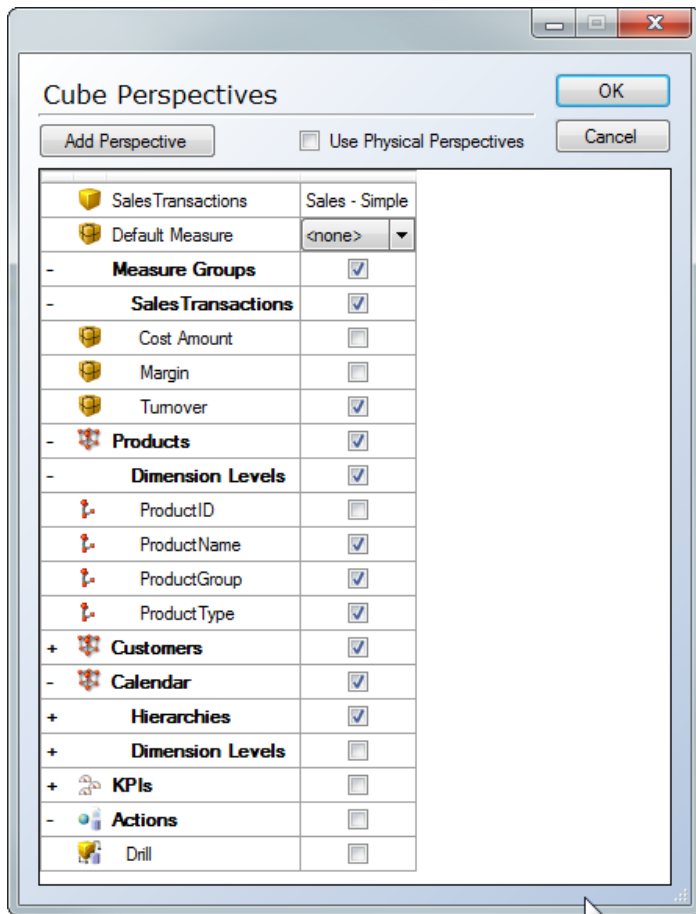 Cube Perspectives
OK
Add Perspective
Use Physical Perspectives
Cancel
SalesTransactions Sales - Simple
Default Measure <none>
- Measure Groups
- SalesTransactions
Cost Amount
Margin
Turnover
- Products
- Dimension Levels
ProductID
ProductName
ProductGroup
ProductType
+ Customers
- Calendar
+ Hierarchies
+ Dimension Levels
+ KPIs
- Actions
Drill